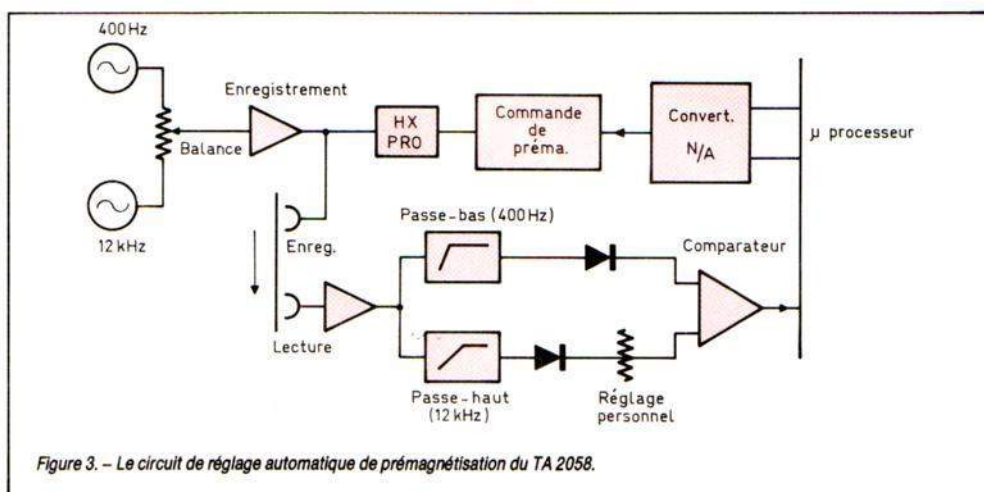 400 Hz
Enregistrement
Balance
12 kHz
HX
PRO
Commande
de
préma.
Convert.
N/A
µ processeur
Enreg.
Lecture
Passe-bas (400 Hz)
Comparateur
Passe-haut
(12 kHz)
Réglage
personnel
Figure 3. – Le circuit de réglage automatique de prémagnétisation du TA 2058.